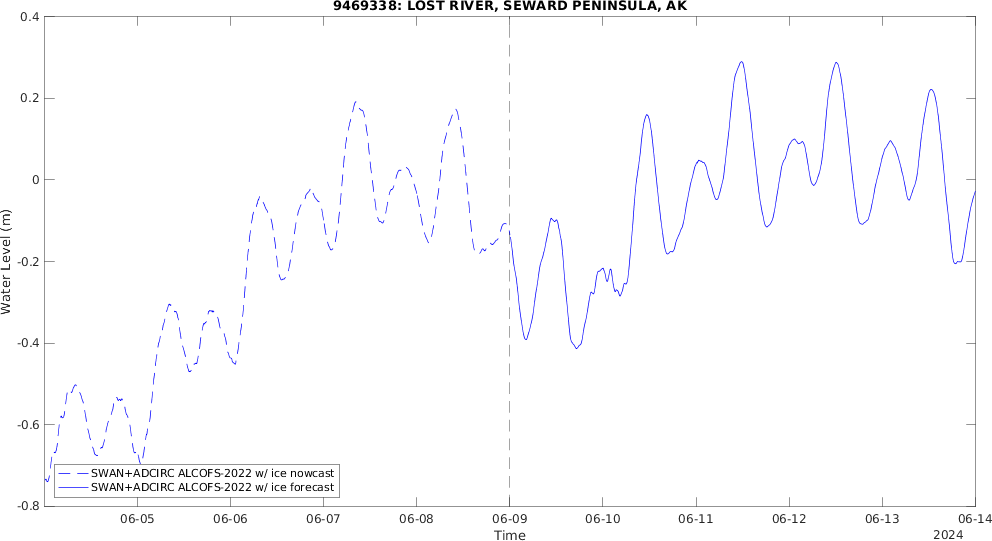 9469338: LOST RIVER, SEWARD PENINSULA, AK
0.4
0.2
0
-0.2
-0.4
-0.6
-0.8
Water Level (m)
SWAN+ADCIRC ALCOFS-2022 w/ ice nowcast
SWAN+ADCIRC ALCOFS-2022 w/ ice forecast
06-05 06-06 06-07 06-08 06-09 06-10 06-11 06-12 06-13 06-14
Time
2024